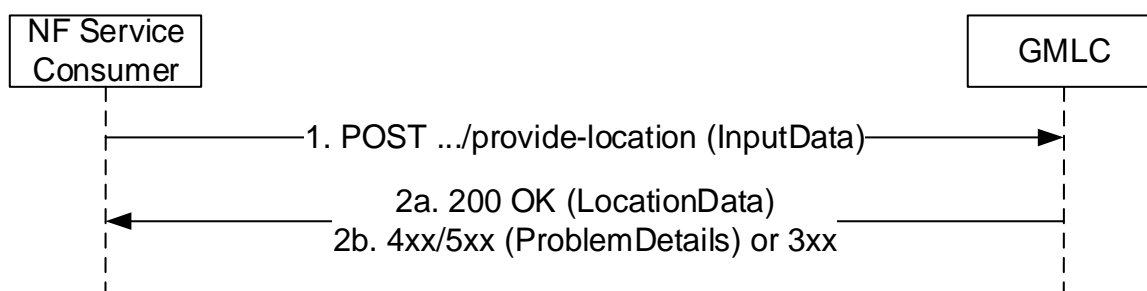 NF Service
Consumer
GMLC
1. POST .../provide-location (InputData)
2a. 200 OK (LocationData)
2b. 4xx/5xx (ProblemDetails) or 3xx